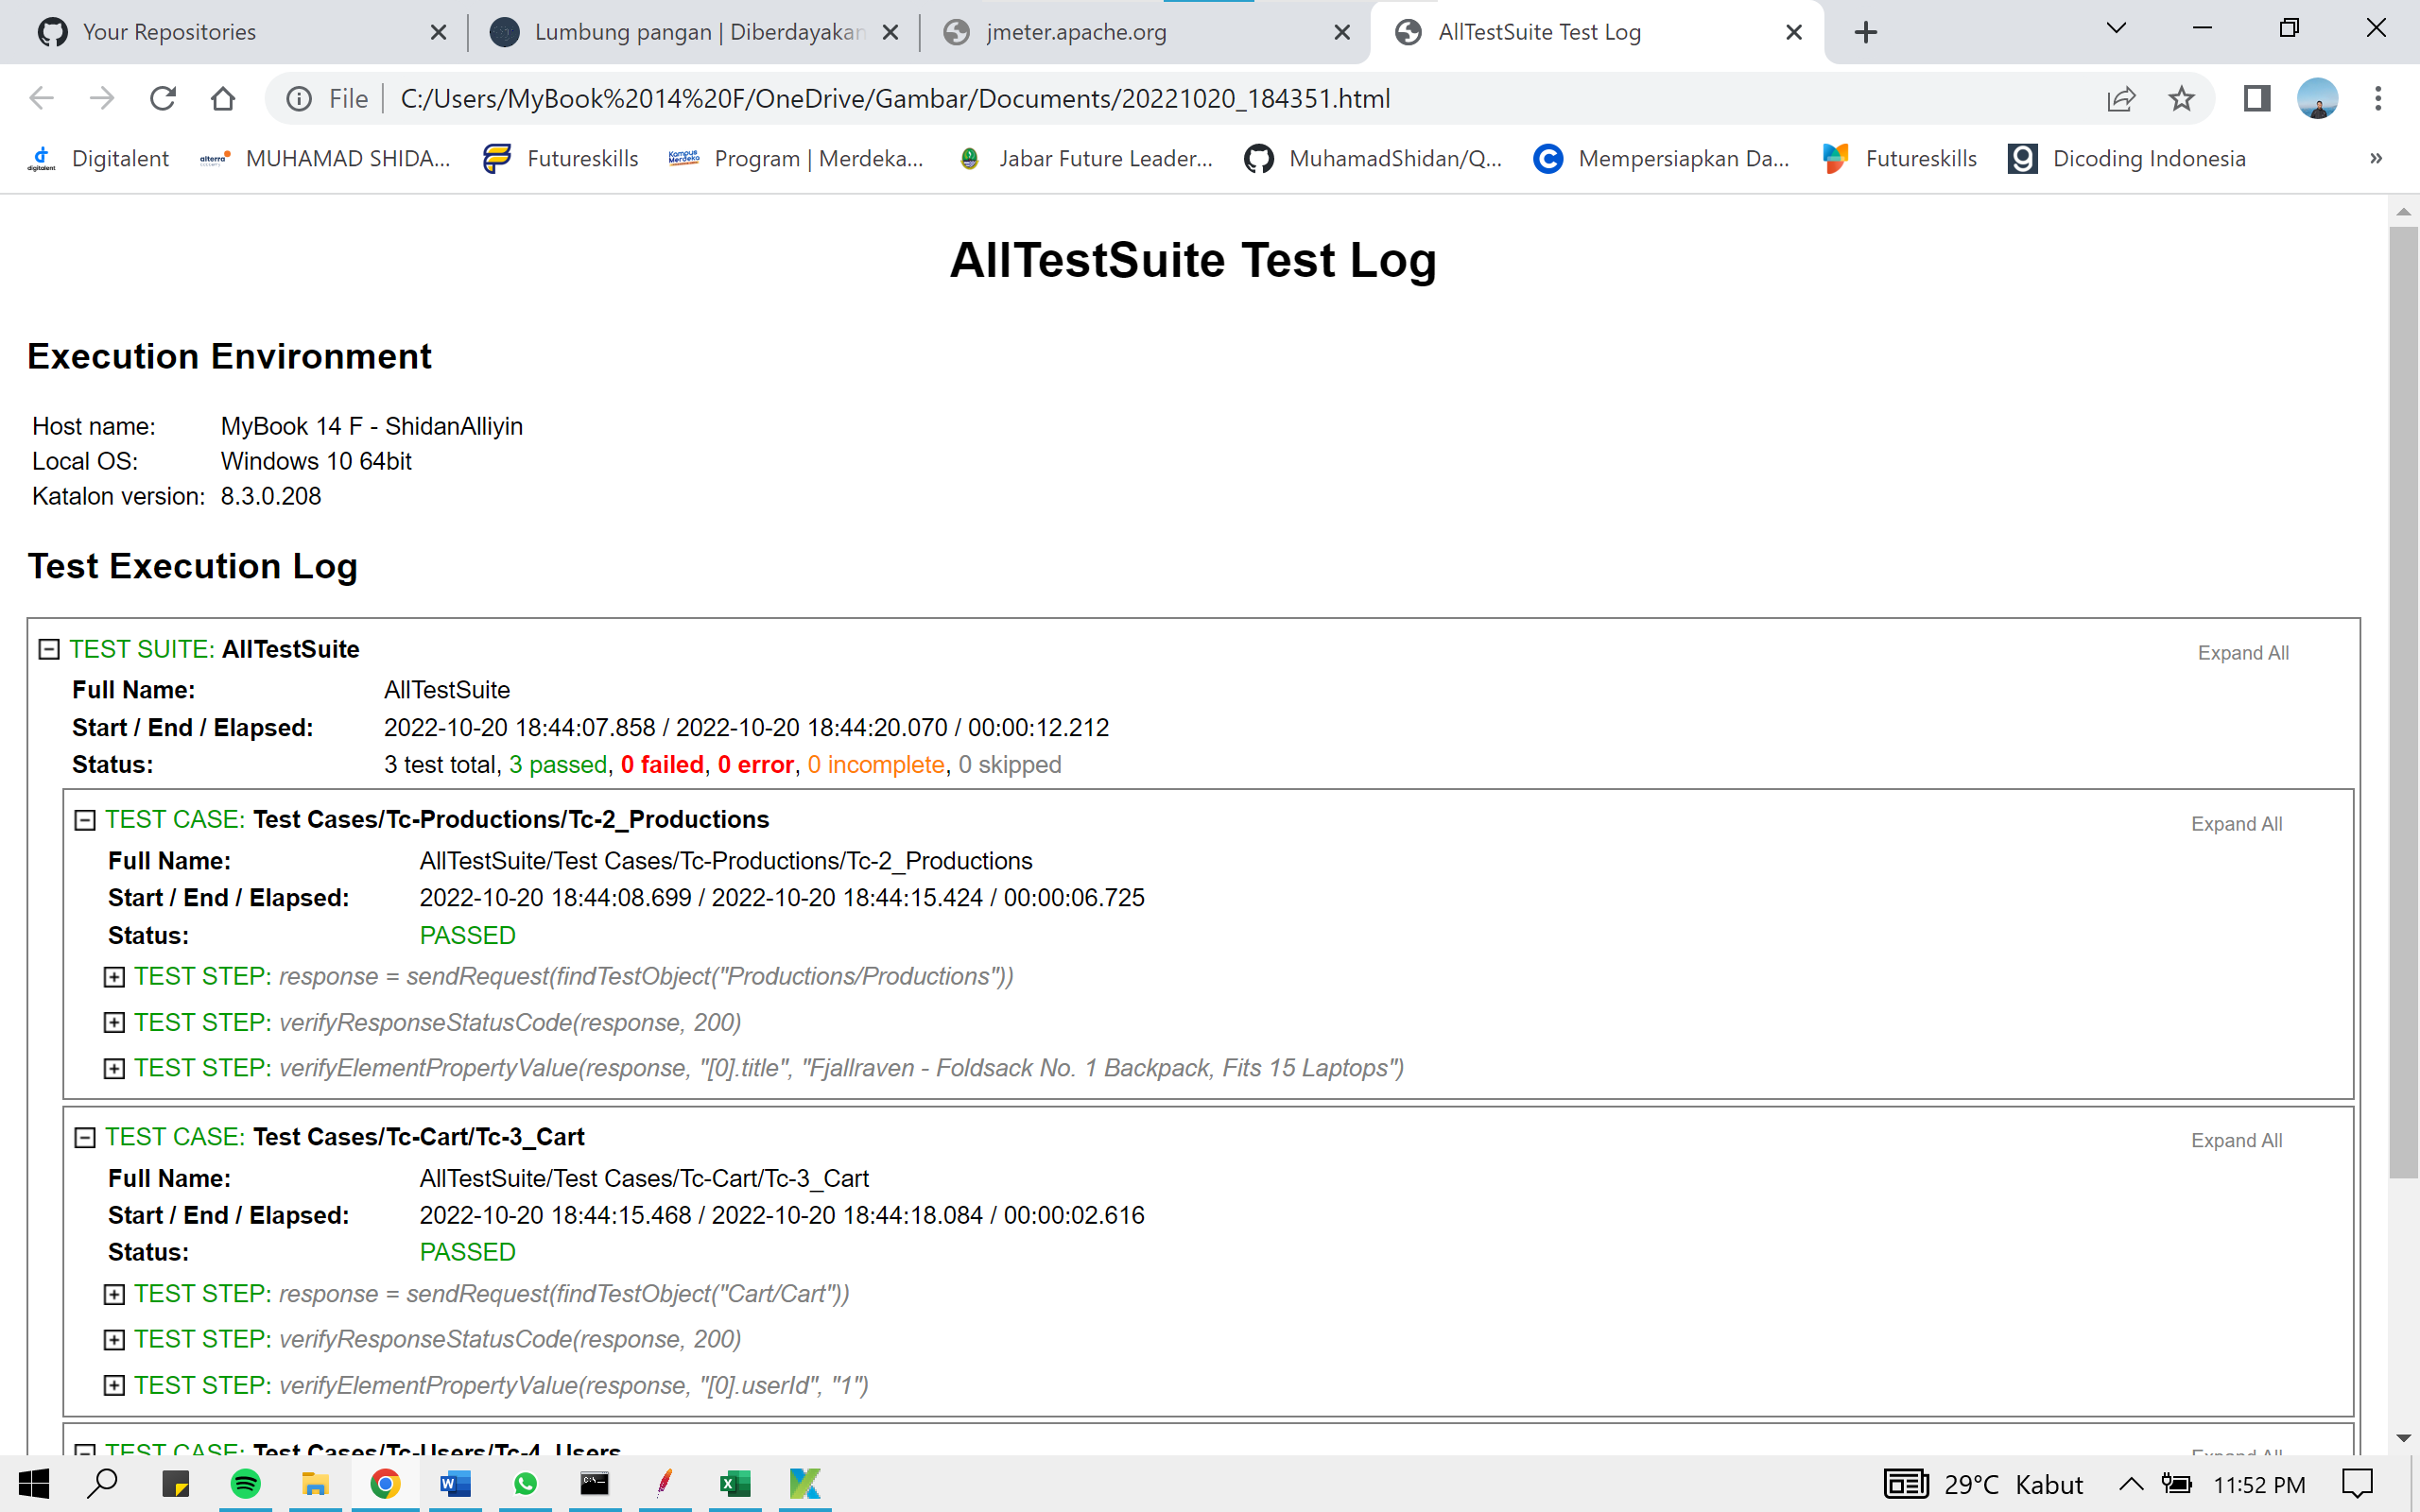 Your Repositories
Lumbung pangan | Diberdayakan
jmeter.apache.org
AllTestSuite Test Log
File
C:/Users/MyBook%2014%20F/OneDrive/Gambar/Documents/20221020_184351.html
Digitalent
MUHAMAD SHIDA...
Futureskills
Program | Merdeka...
Jabar Future Leader...
MuhamadShidan/Q...
Mempersiapkan Da...
Futureskills
Dicoding Indonesia
»
AllTestSuite Test Log
Execution Environment
Host name: MyBook 14 F - ShidanAlliyin
Local OS: Windows 10 64bit
Katalon version: 8.3.0.208
Test Execution Log
TEST SUITE: AllTestSuite Expand All
Full Name: AllTestSuite
Start / End / Elapsed: 2022-10-20 18:44:07.858 / 2022-10-20 18:44:20.070 / 00:00:12.212
Status: 3 test total, 3 passed, 0 failed, 0 error, 0 incomplete, 0 skipped
TEST CASE: Test Cases/Tc-Productions/Tc-2_Productions Expand All
Full Name: AllTestSuite/Test Cases/Tc-Productions/Tc-2_Productions
Start / End / Elapsed: 2022-10-20 18:44:08.699 / 2022-10-20 18:44:15.424 / 00:00:06.725
Status: PASSED
TEST STEP: response = sendRequest(findTestObject("Productions/Productions"))
TEST STEP: verifyResponseStatusCode(response, 200)
TEST STEP: verifyElementPropertyValue(response, "[0].title", "Fjallraven - Foldsack No. 1 Backpack, Fits 15 Laptops")
TEST CASE: Test Cases/Tc-Cart/Tc-3_Cart Expand All
Full Name: AllTestSuite/Test Cases/Tc-Cart/Tc-3_Cart
Start / End / Elapsed: 2022-10-20 18:44:15.468 / 2022-10-20 18:44:18.084 / 00:00:02.616
Status: PASSED
TEST STEP: response = sendRequest(findTestObject("Cart/Cart"))
TEST STEP: verifyResponseStatusCode(response, 200)
TEST STEP: verifyElementPropertyValue(response, "[0].userId", "1")
TEST CASE: Test Cases/Tc-Users/Tc-4_Users Expand All
29°C Kabut
11:52 PM